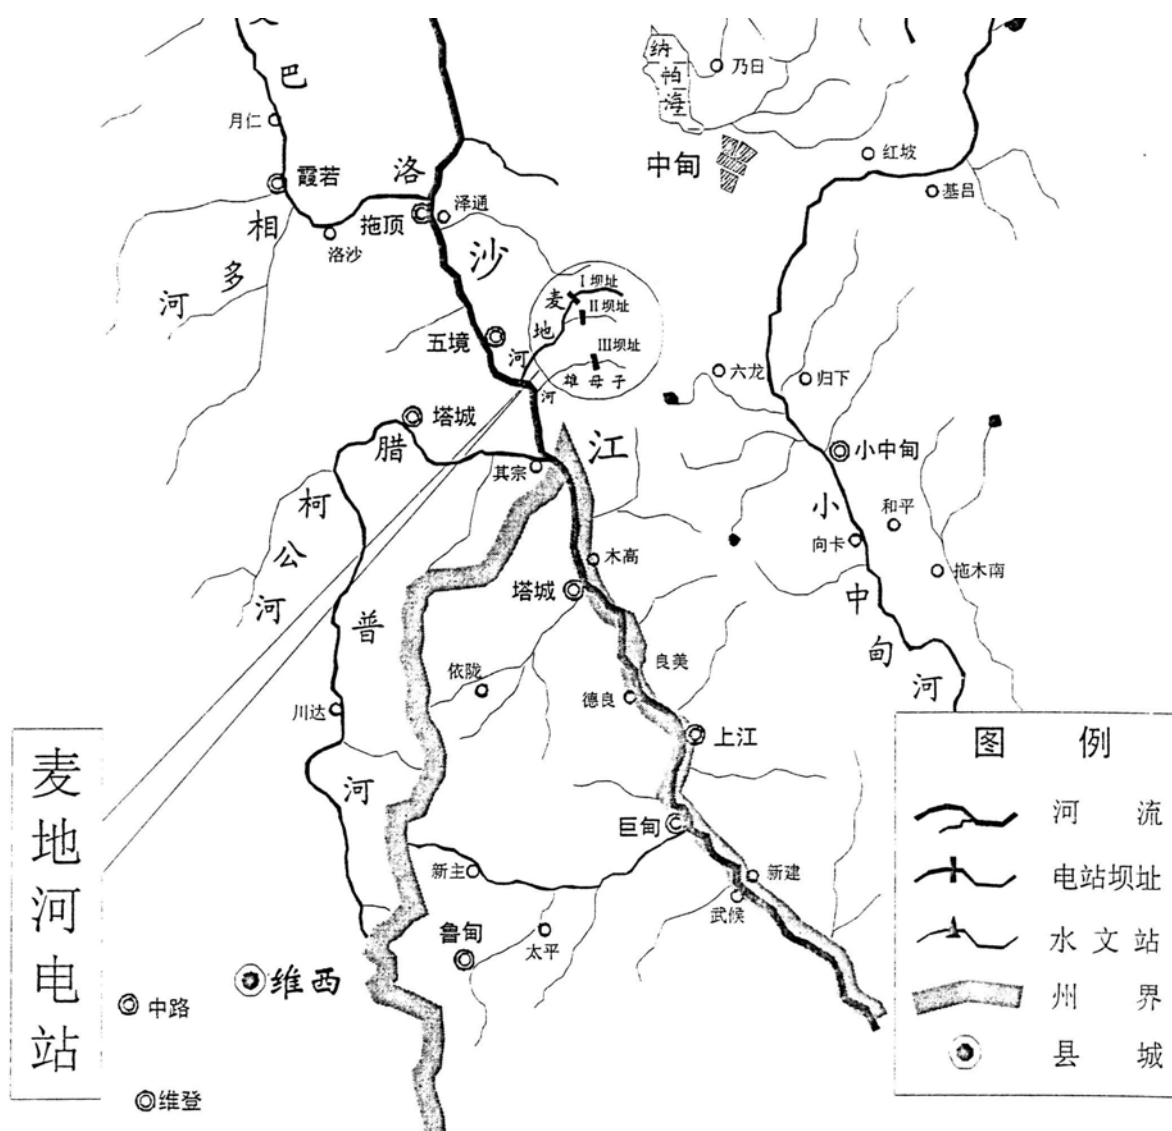 巴
洛
沙
江
相
多
河
月仁
霞若
洛沙
拖顶
泽通
五境
麦
地
河
I坝址
II坝址
III坝址
雄母子
河
纳
帕
海
乃日
中甸
红坡
基吕
六龙
归下
小中甸
和平
向卡
拖木南
小
中
甸
河
塔城
腊
普
河
其宗
柯
公
河
木高
塔城
依陇
良美
德良
川达
上江
巨甸
新主
新建
武候
鲁甸
太平
维西
中路
维登
麦地河电站
图例
河流
电站坝址
水文站
州界
县城